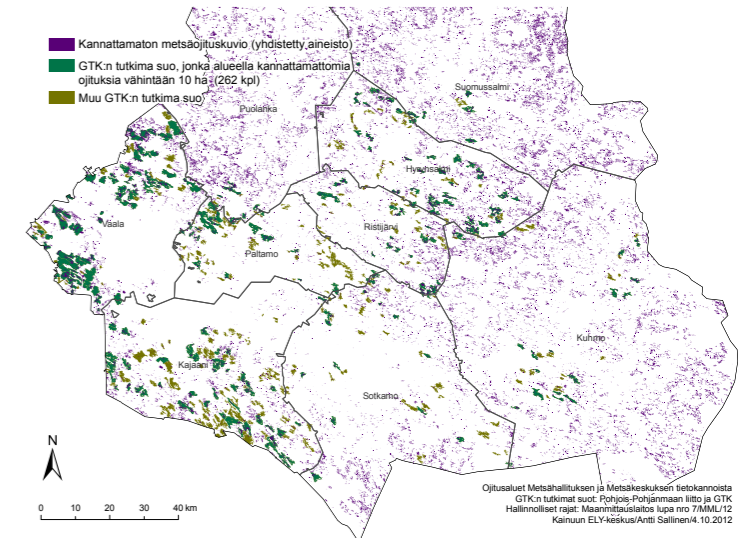 Kannattamaton metsäojituskuvio (yhdistetty aineisto)
GTK:n tutkima suo, jonka alueella kannattamattomia
ojituksia vähintään 10 ha (262 kpl)
Muu GTK:n tutkima suo
Suomussalmi
Puolanka
Hyrynsalmi
Vaala
Ristijärvi
Paltamo
Kuhmo
Kajaani
Sotkamo
N
0 10 20 30 40 km
Ojitusalueet Metsähallituksen ja Metsäkeskuksen tietokannoista
GTK:n tutkimat suot: Pohjois-Pohjanmaan liitto ja GTK
Hallinnolliset rajat: Maanmittauslaitos lupa nro 7/MML/12
Kainuun ELY-keskus/Antti Sallinen/4.10.2012